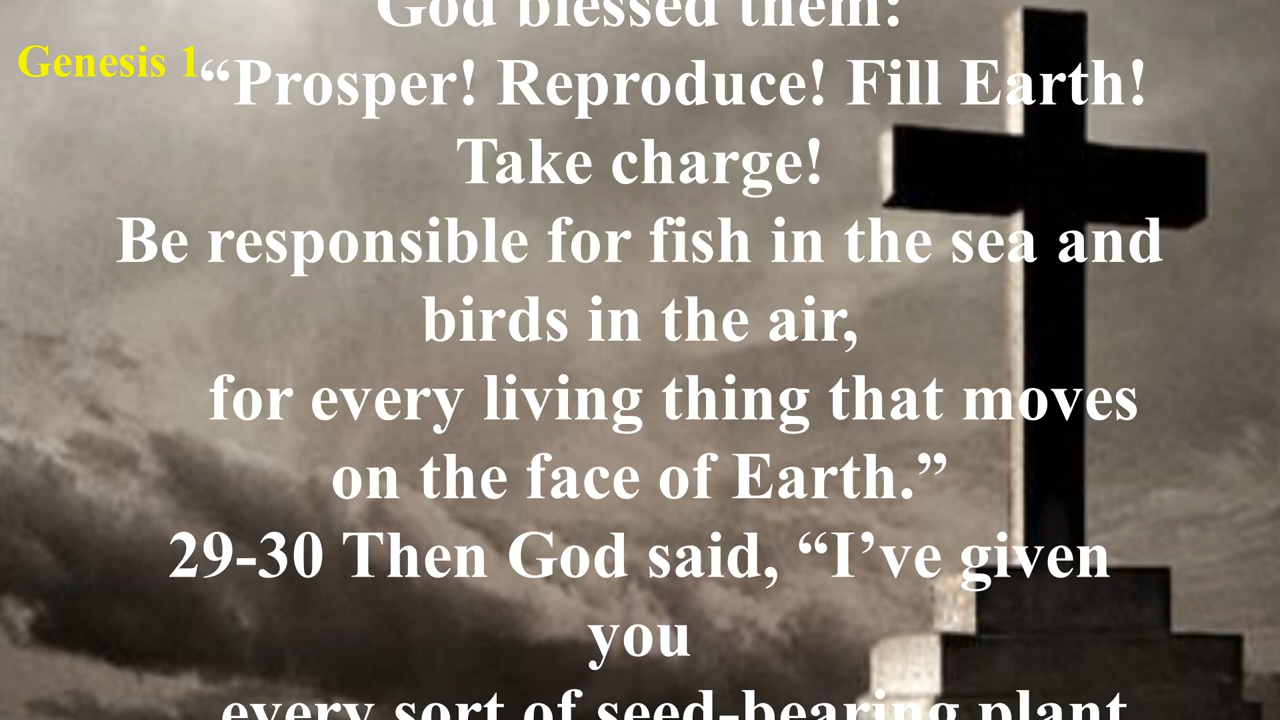 God blessed them:
Genesis 1
“Prosper! Reproduce! Fill Earth!
Take charge!
Be responsible for fish in the sea and
birds in the air,
for every living thing that moves
on the face of Earth.”
29-30 Then God said, “I’ve given
you
every sort of seed-bearing plant